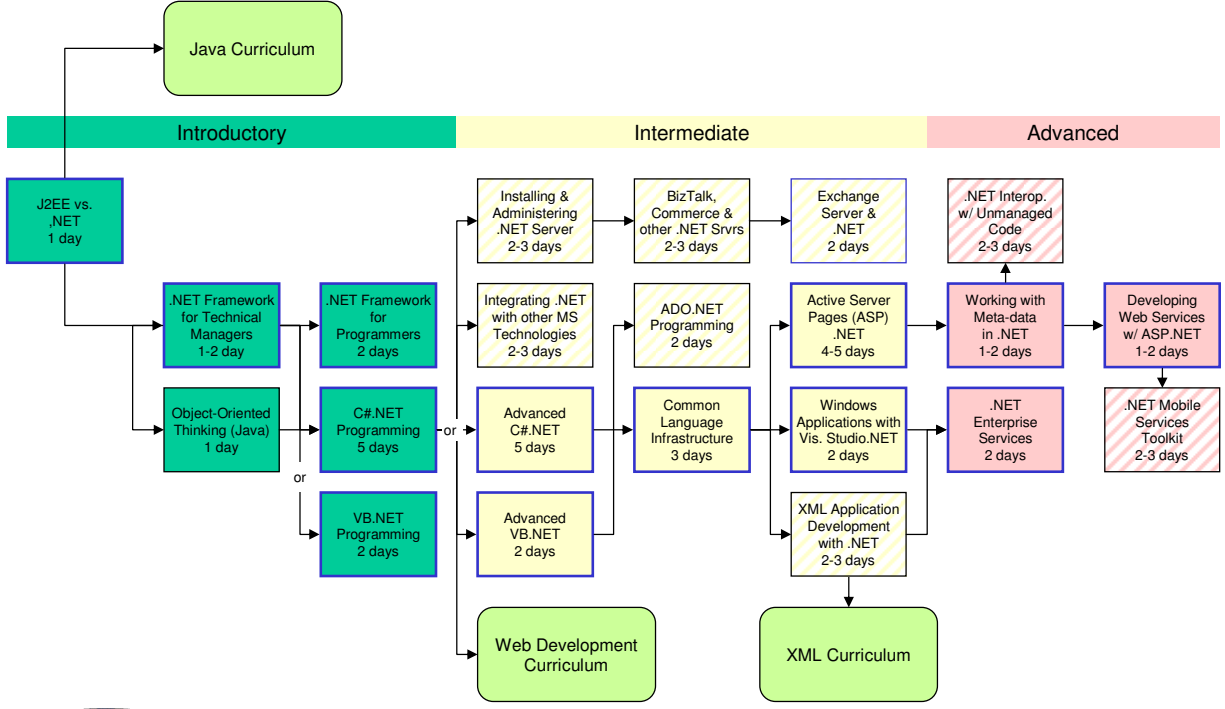 Java Curriculum
Introductory
Intermediate
Advanced
J2EE vs.
,NET
1 day
Installing &
Administering
.NET Server
2-3 days
BizTalk,
Commerce &
other .NET Srvrs
2-3 days
Exchange
Server &
.NET
2 days
.NET Interop.
w/ Unmanaged
Code
2-3 days
.NET Framework
for Technical
Managers
1-2 day
.NET Framework
for
Programmers
2 days
Integrating .NET
with other MS
Technologies
2-3 days
ADO.NET
Programming
2 days
Active Server
Pages (ASP)
.NET
4-5 days
Working with
Meta-data
in .NET
1-2 days
Developing
Web Services
w/ ASP.NET
1-2 days
Object-Oriented
Thinking (Java)
1 day
C#.NET
Programming
5 days
or
Advanced
C#.NET
5 days
Common
Language
Infrastructure
3 days
Windows
Applications with
Vis. Studio.NET
2 days
.NET
Enterprise
Services
2 days
.NET Mobile
Services
Toolkit
2-3 days
or
VB.NET
Programming
2 days
Advanced
VB.NET
2 days
XML Application
Development
with .NET
2-3 days
Web Development
Curriculum
XML Curriculum